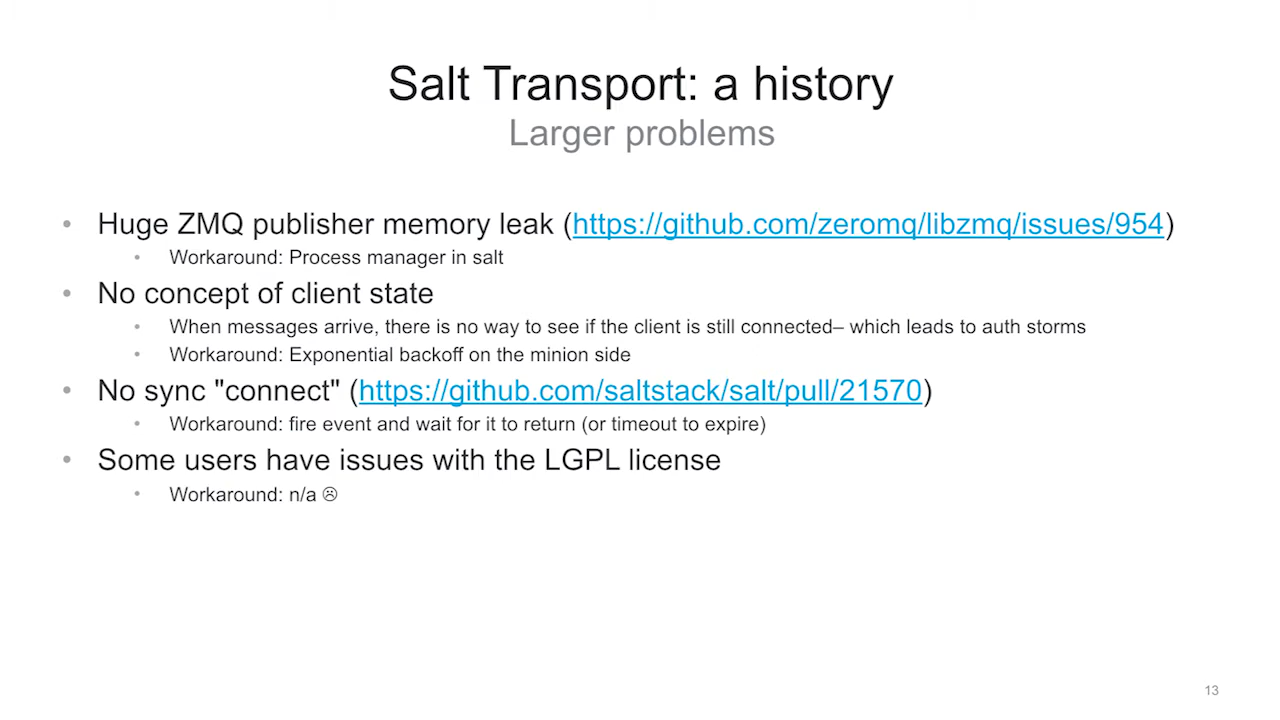 Salt Transport: a history
Larger problems
• Huge ZMQ publisher memory leak (https://github.com/zeromq/libzmq/issues/954)
• Workaround: Process manager in salt
• No concept of client state
• When messages arrive, there is no way to see if the client is still connected– which leads to auth storms
• Workaround: Exponential backoff on the minion side
• No sync "connect" (https://github.com/saltstack/salt/pull/21570)
• Workaround: fire event and wait for it to return (or timeout to expire)
• Some users have issues with the LGPL license
• Workaround: n/a ☹
13